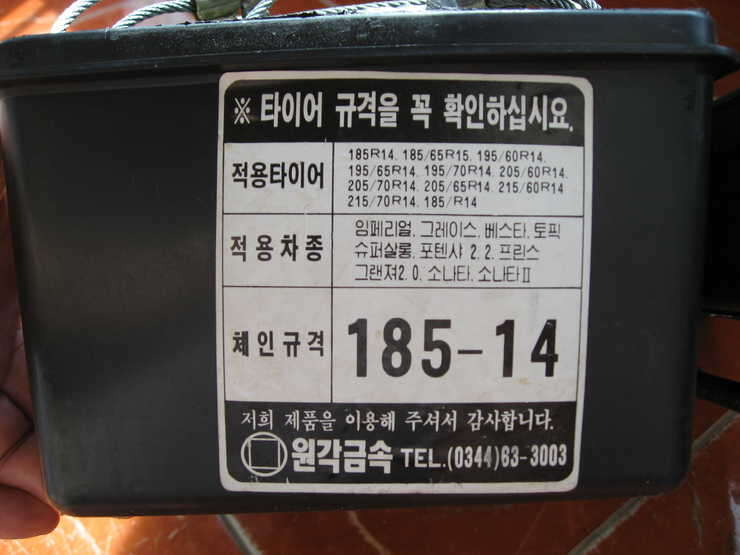 ※ 타이어 규격을 꼭 확인하십시요.
적용타이어
185R14. 185/65R15. 195/60R14.
195/65R14. 195/70R14. 205/60R14.
205/70R14. 205/65R14. 215/60R14
215/70R14. 185/R14
적용차종
임페리얼. 그레이스. 베스타. 토픽
슈퍼살롱. 포텐샤 2.2. 프린스
그랜져2.0. 소나타. 소나타Ⅱ
체인규격
185-14
저희 제품을 이용해 주셔서 감사합니다.
원각금속 TEL.(0344)63-3003